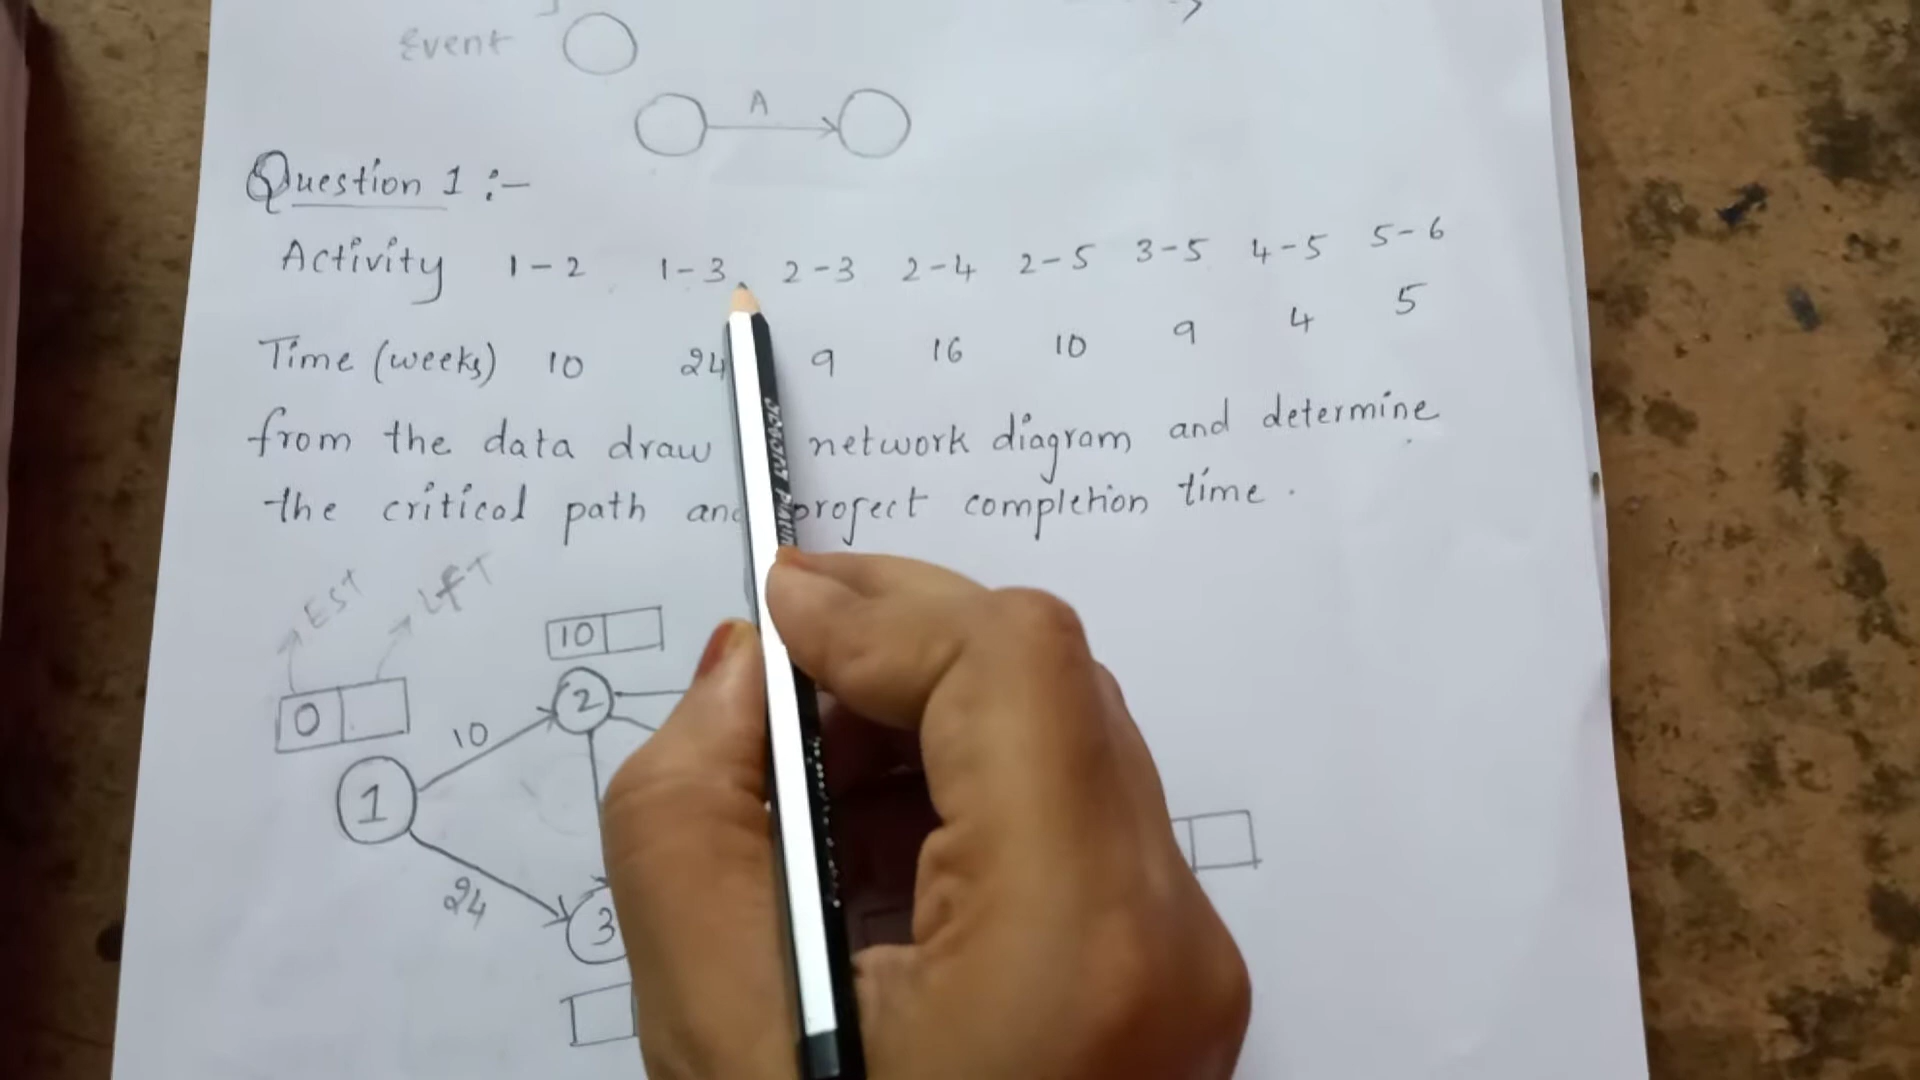 Event
A
Question 1 :-
Activity 1-2 1-3 2-3 2-4 2-5 3-5 4-5 5-6
Time (weeks) 10 24 9 16 10 9 4 5
from the data draw network diagram and determine
the critical path and project completion time.
EST LFT
10
0
2
10
1
24
3